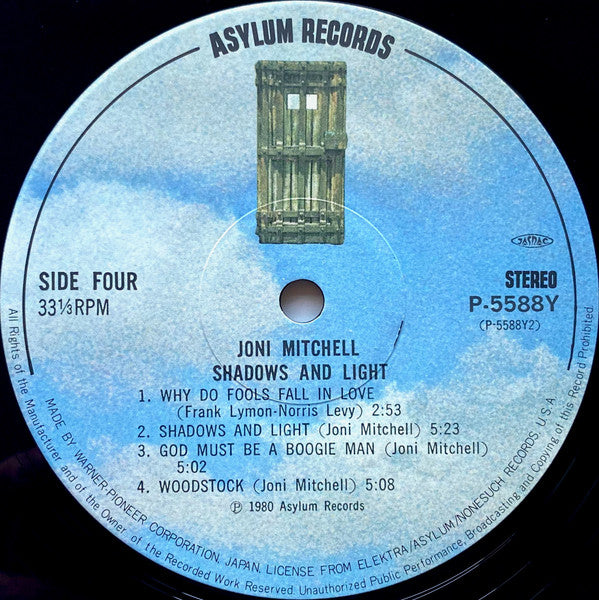 ASYLUM RECORDS
JASRAC
SIDE FOUR
33⅓RPM
STEREO
P-5588Y
(P-5588Y2)
JONI MITCHELL
SHADOWS AND LIGHT
1. WHY DO FOOLS FALL IN LOVE
(Frank Lymon-Norris Levy) 2:53
2. SHADOWS AND LIGHT (Joni Mitchell) 5:23
3. GOD MUST BE A BOOGIE MAN (Joni Mitchell)
5:02
4. WOODSTOCK (Joni Mitchell) 5:08
℗ 1980 Asylum Records
MADE BY WARNER-PIONEER CORPORATION, JAPAN, LICENSE FROM ELEKTRA/ASYLUM/NONESUCH RECORDS, U.S.A.
All Rights of the Manufacturer and of the Owner of the Recorded Work Reserved. Unauthorized Public Performance, Broadcasting and Copying of this Record Prohibited